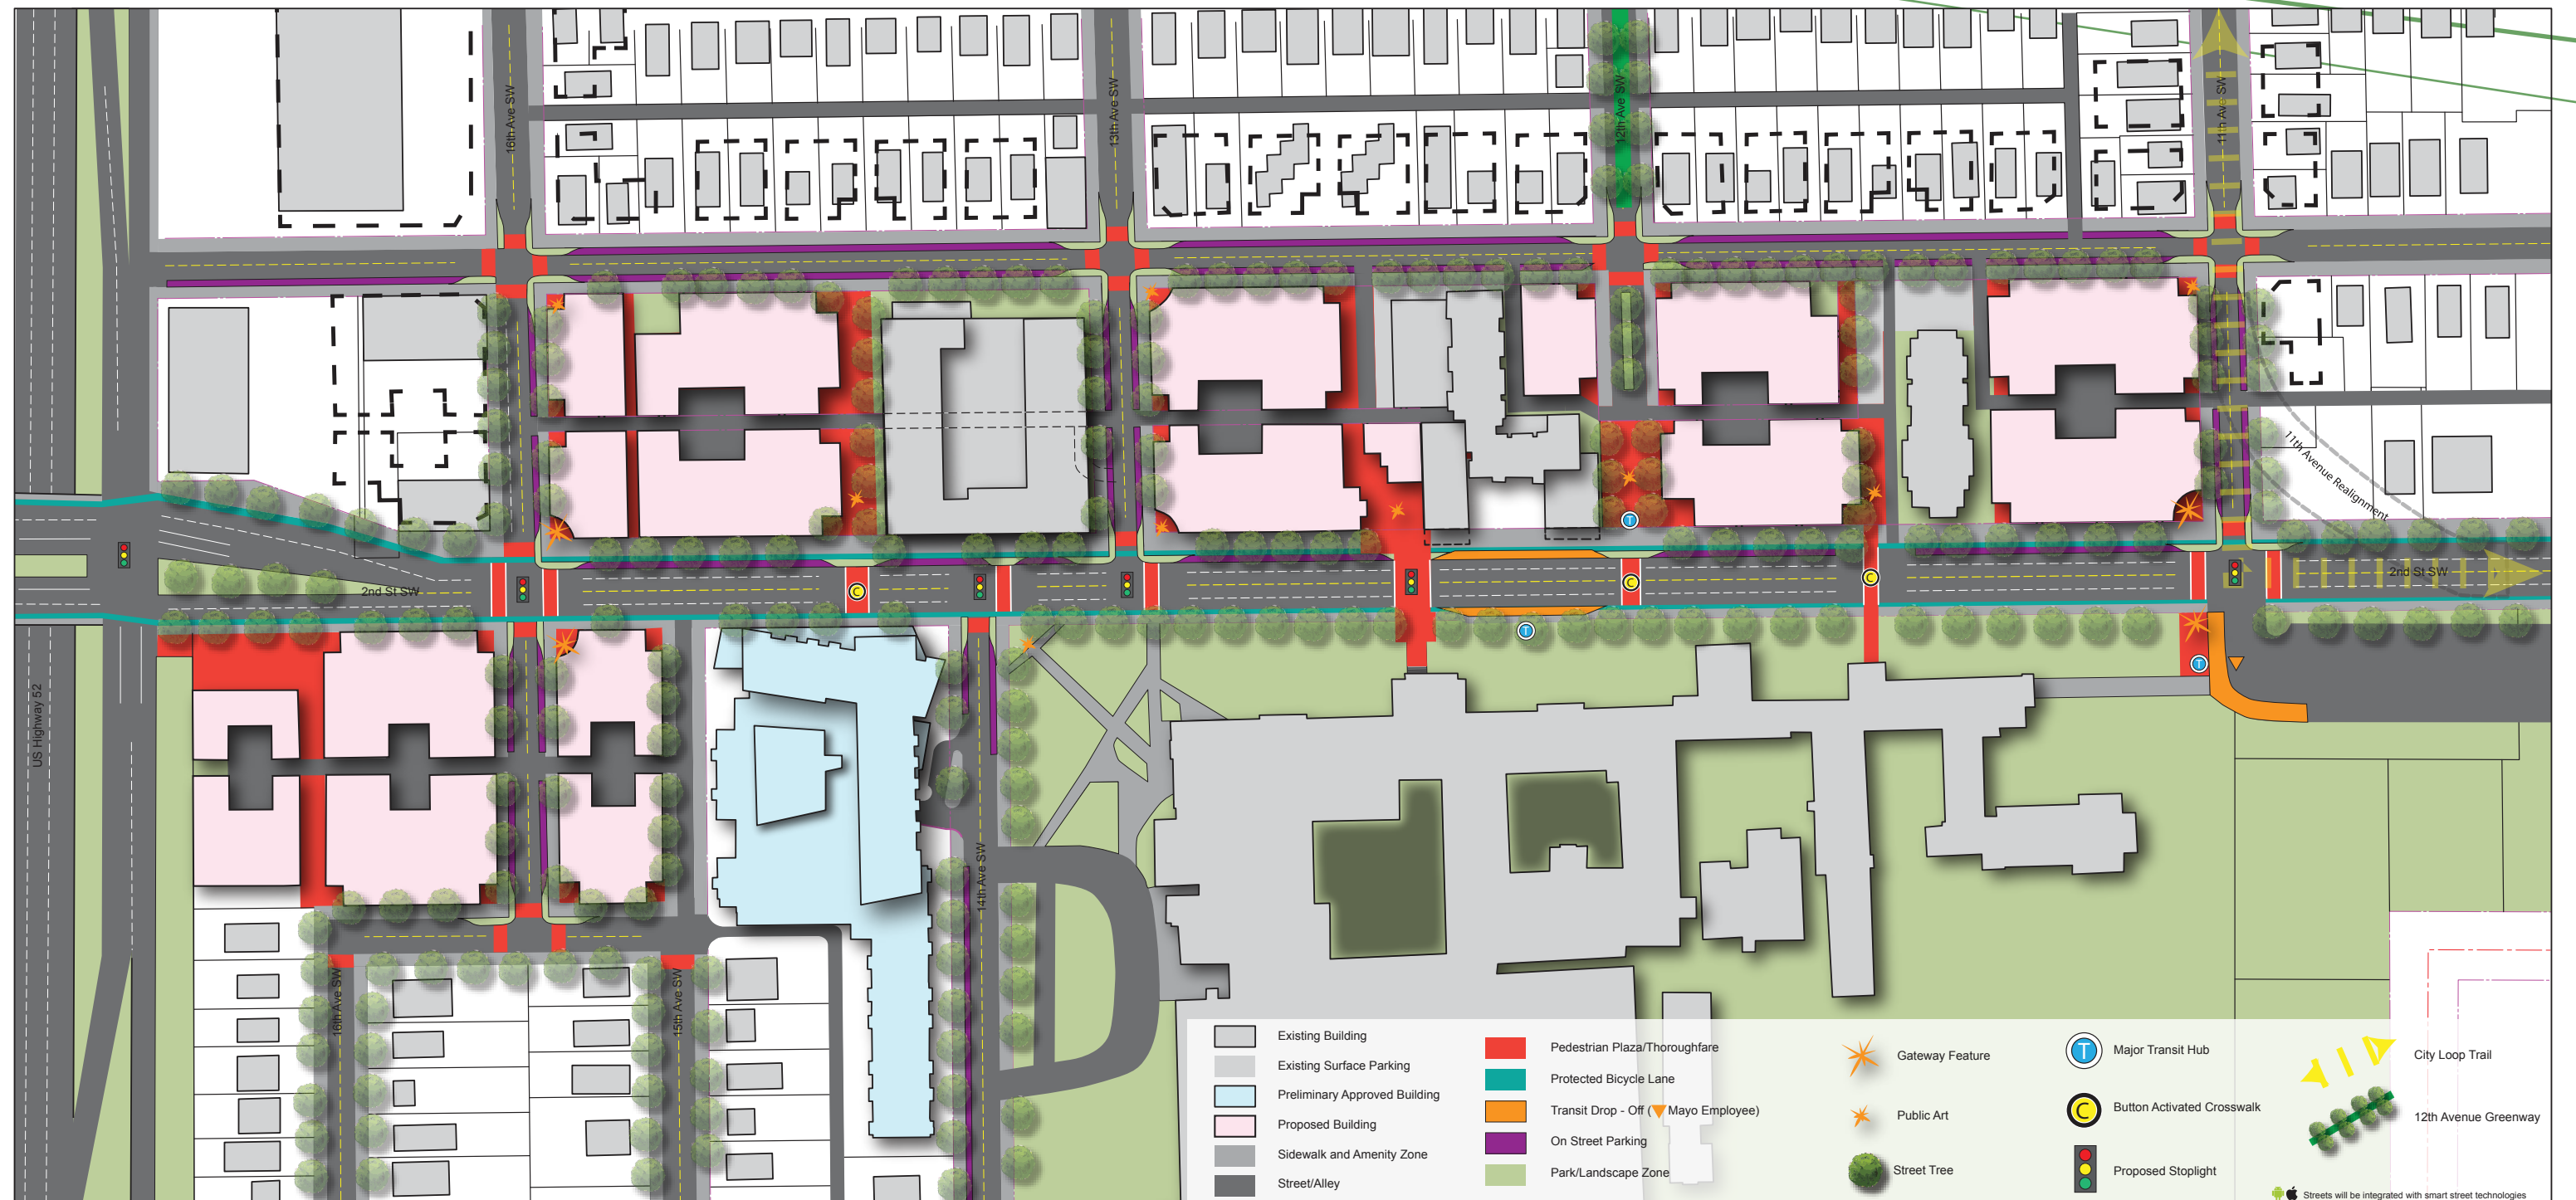 16th Ave SW
13th Ave SW
12th Ave SW
11th Ave SW
11th Avenue Realignment
2nd St SW
2nd St SW
T
C
C
C
T
T
US Highway 52
14th Ave SW
16th Ave SW
15th Ave SW
Existing Building
Existing Surface Parking
Preliminary Approved Building
Proposed Building
Sidewalk and Amenity Zone
Street/Alley
Pedestrian Plaza/Thoroughfare
Protected Bicycle Lane
Transit Drop - Off ( Mayo Employee)
On Street Parking
Park/Landscape Zone
Gateway Feature
Public Art
Street Tree
T Major Transit Hub
C Button Activated Crosswalk
Proposed Stoplight
City Loop Trail
12th Avenue Greenway
Streets will be integrated with smart street technologies